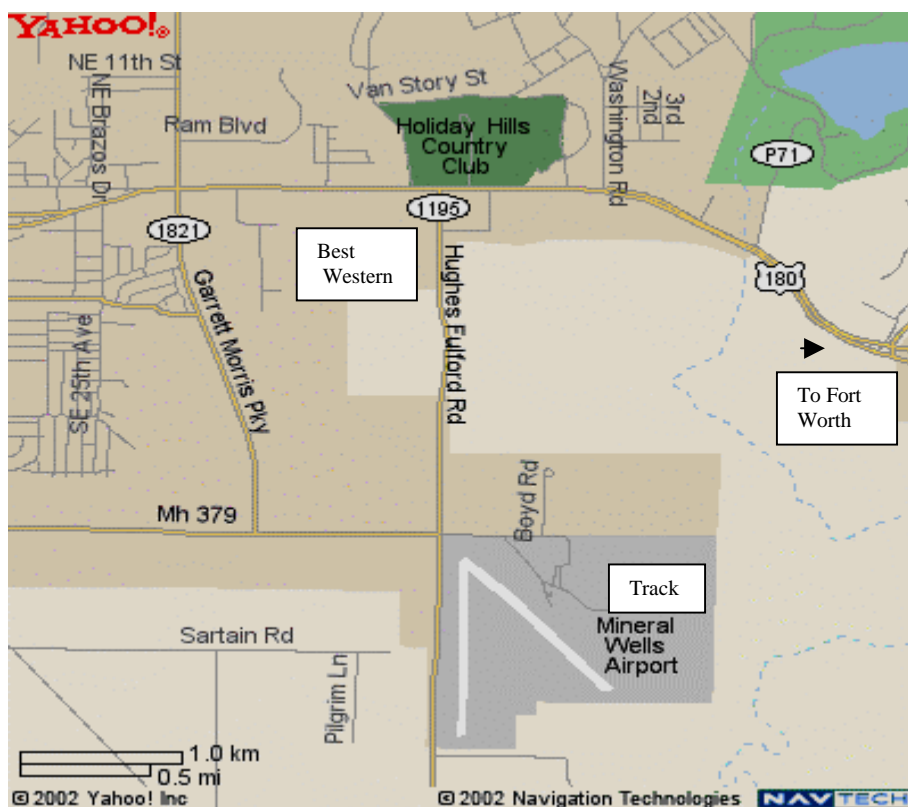 YAHOO!®
NE 11th St
NE Brazos Dr
Van Story St
Ram Blvd
Holiday Hills
Country
Club
Washington Rd
2nd
3rd
P71
1821
1195
180
Best
Western
Garrett Morris Pky
Hughes Fulford Rd
SE 25th Ave
To Fort
Worth
Mh 379
Boyd Rd
Track
Mineral
Wells
Airport
Sartain Rd
Pilgrim Ln
1.0 km
0.5 mi
© 2002 Yahoo! Inc
© 2002 Navigation Technologies
NAVTECH